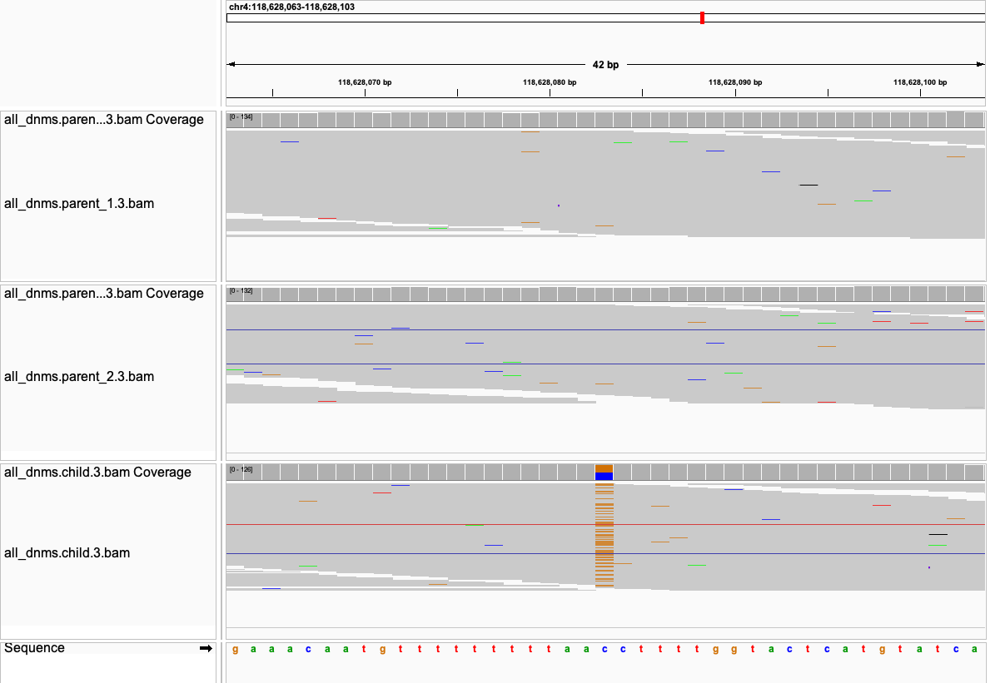 chr4:118,628,063-118,628,103
42 bp
118,628,070 bp 118,628,080 bp 118,628,090 bp 118,628,100 bp
all_dnms.paren...3.bam Coverage [0 - 134]
all_dnms.parent_1.3.bam
all_dnms.paren...3.bam Coverage [0 - 132]
all_dnms.parent_2.3.bam
all_dnms.child.3.bam Coverage [0 - 126]
all_dnms.child.3.bam
Sequence g a a a c a a t g t t t t t t t t t a a c c t t t t g g t a c t c a t g t a t c a